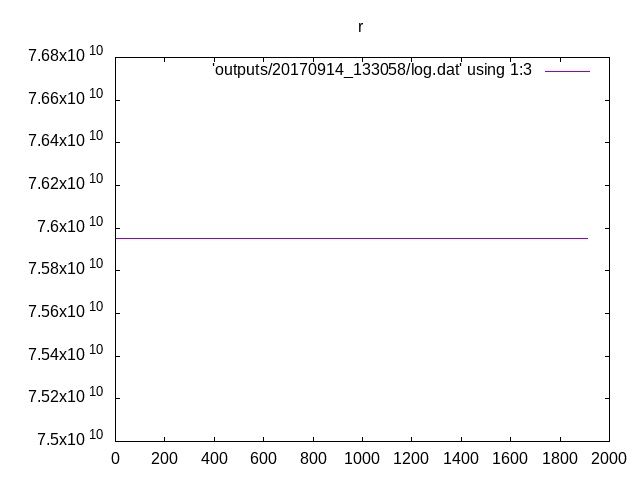 r
'outputs/20170914_133058/log.dat' using 1:3
7.68x10^10
7.66x10^10
7.64x10^10
7.62x10^10
7.6x10^10
7.58x10^10
7.56x10^10
7.54x10^10
7.52x10^10
7.5x10^10
0 200 400 600 800 1000 1200 1400 1600 1800 2000